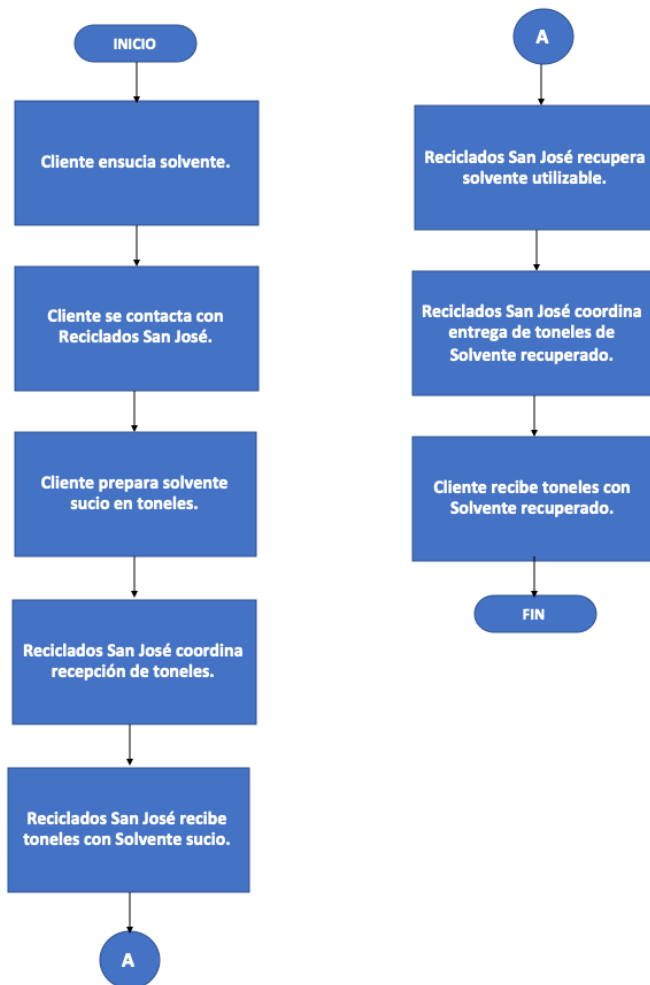 INICIO
Cliente ensucia solvente.
Cliente se contacta con
Reciclados San José.
Cliente prepara solvente
sucio en toneles.
Reciclados San José coordina
recepción de toneles.
Reciclados San José recibe
toneles con Solvente sucio.
A
A
Reciclados San José recupera
solvente utilizable.
Reciclados San José coordina
entrega de toneles de
Solvente recuperado.
Cliente recibe toneles con
Solvente recuperado.
FIN